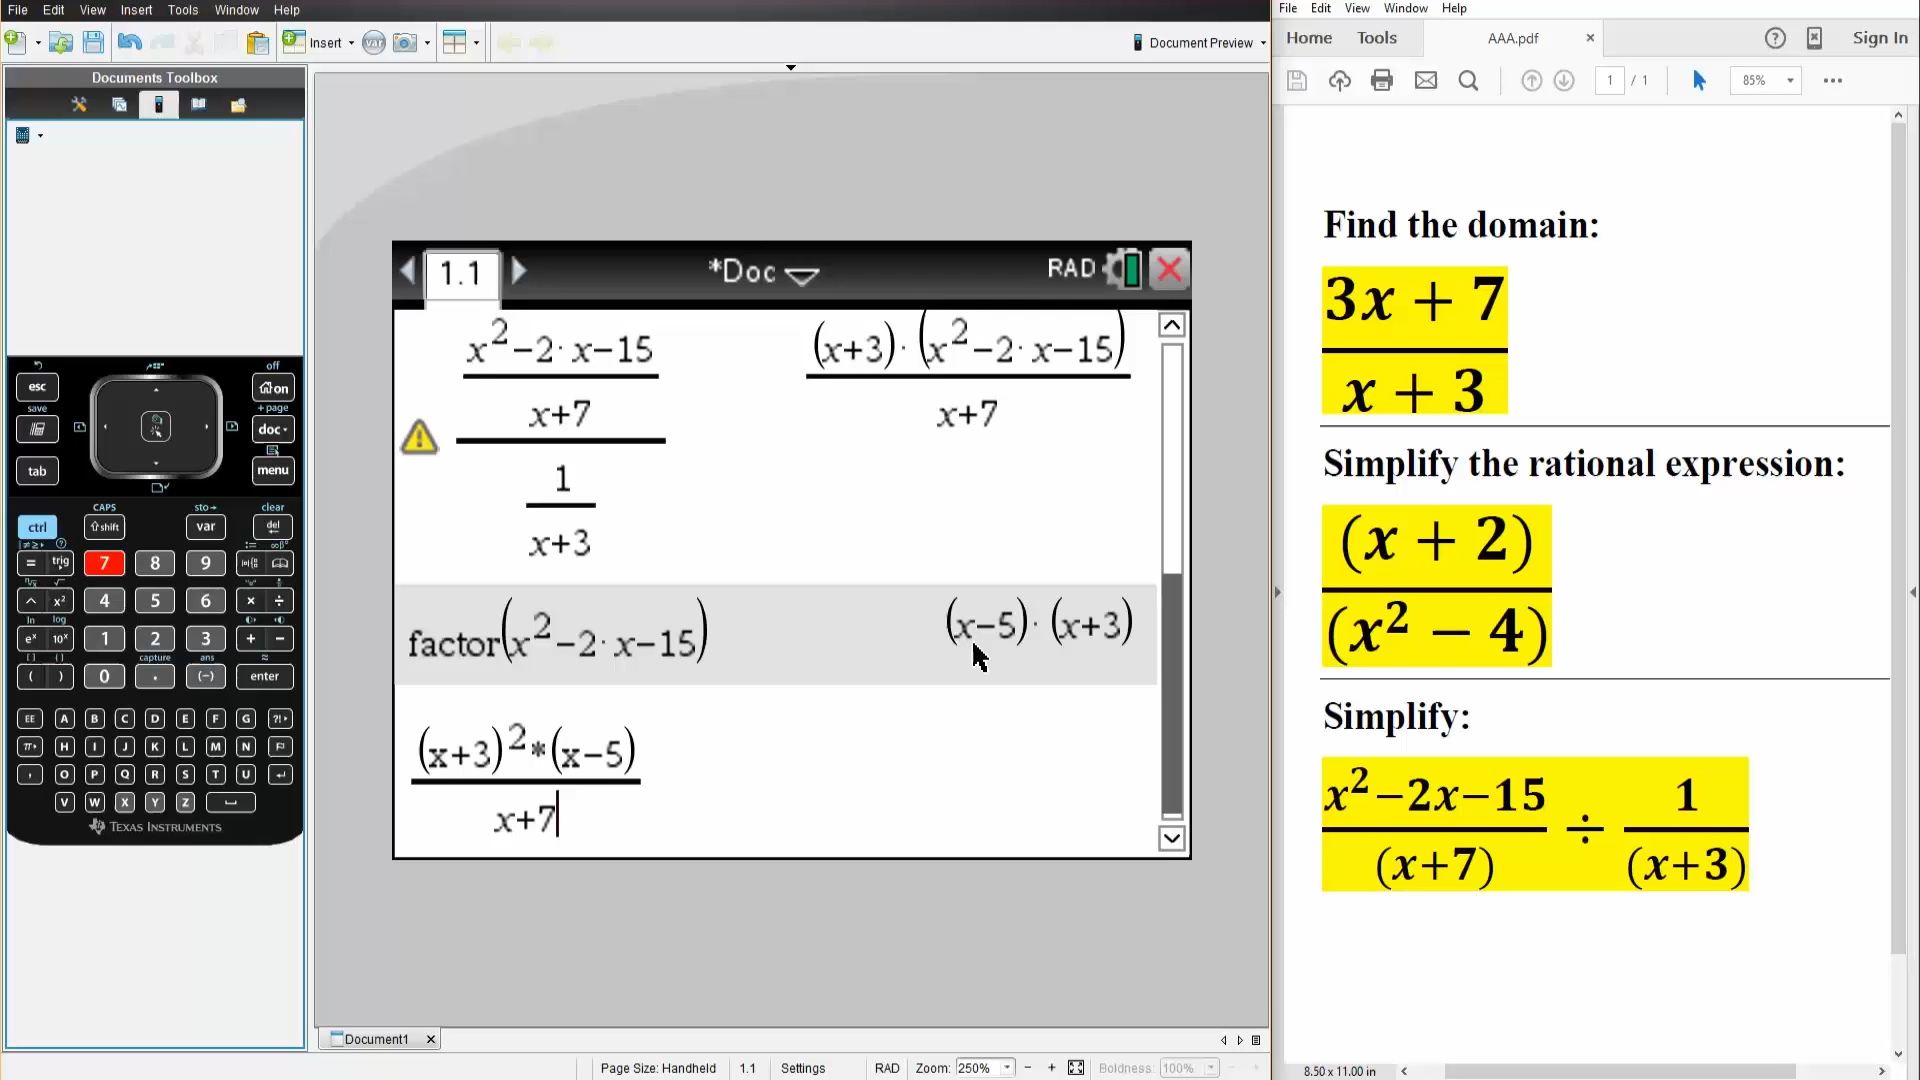 File Edit View Insert Tools Window Help
Insert
Document Preview
Documents Toolbox
1.1
*Doc
RAD
x²−2·x−15
x+7
1
x+3
(x+3)·(x²−2·x−15)
x+7
factor(x²−2·x−15)
(x−5)·(x+3)
(x+3)²*(x−5)
x+7
off
esc
on
save
+ page
doc
tab
menu
CAPS
sto→
clear
ctrl
shift
var
del
= trig 7 8 9
^ x² 4 5 6 × ÷
ln log
eˣ 10ˣ 1 2 3 + −
capture ans
( ) 0 . (−) enter
EE A B C D E F G ?!
π H I J K L M N
, O P Q R S T U
V W X Y Z
TEXAS INSTRUMENTS
Document1
Page Size: Handheld 1.1 Settings RAD Zoom: 250% − + Boldness: 100%
File Edit View Window Help
Home Tools AAA.pdf Sign In
1 / 1 85%
Find the domain:
3x + 7
x + 3
Simplify the rational expression:
(x + 2)
(x² − 4)
Simplify:
x²−2x−15 ÷ 1
(x+7) (x+3)
8.50 x 11.00 in